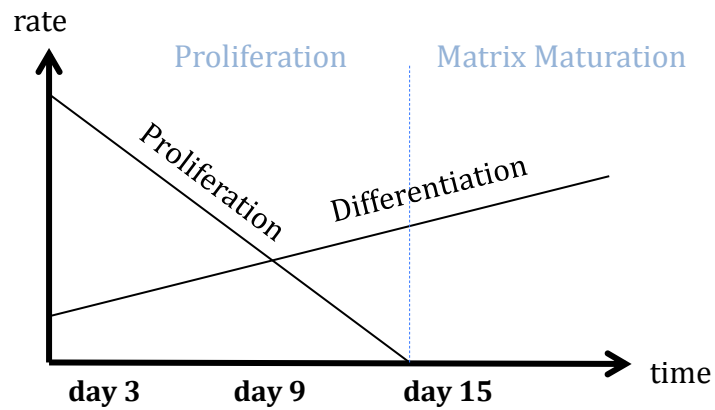 rate
Proliferation
Matrix Maturation
Proliferation
Differentiation
time
day 3
day 9
day 15